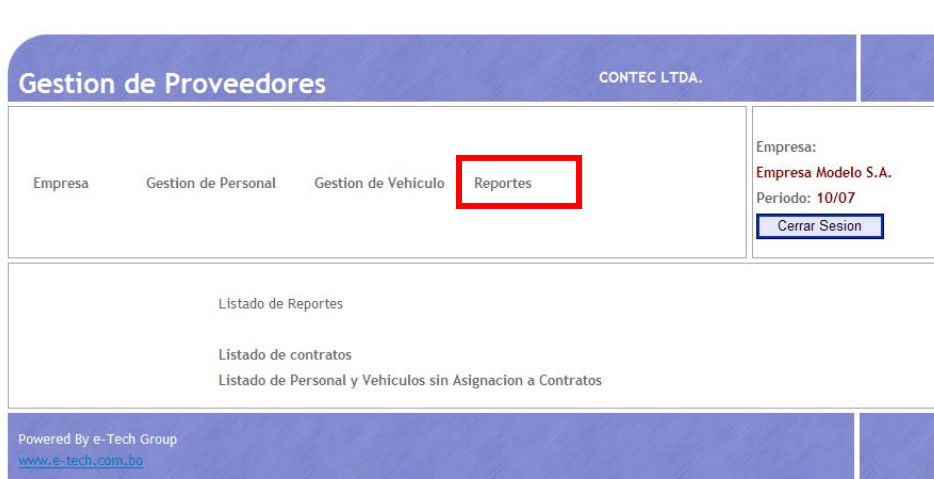 Gestion de Proveedores
CONTEC LTDA.
Empresa
Gestion de Personal
Gestion de Vehiculo
Reportes
Empresa:
Empresa Modelo S.A.
Periodo: 10/07
Cerrar Sesion
Listado de Reportes
Listado de contratos
Listado de Personal y Vehiculos sin Asignacion a Contratos
Powered By e-Tech Group
www.e-tech.com.bo